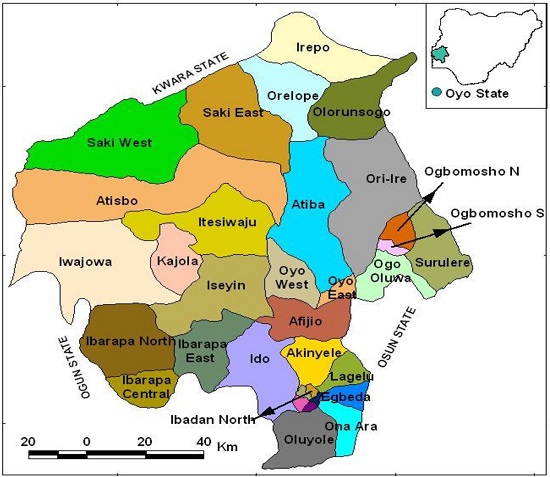 Irepo
KWARA STATE
Oyo State
Orelope
Saki East
Olorunsogo
Saki West
Ogbomosho N
Ori-Ire
Atisbo
Atiba
Ogbomosho S
Itesiwaju
Iwajowa
Kajola
Ogo
Oluwa
Surulere
Iseyin
Oyo
West
Oyo
East
Afijio
OGUN STATE
OSUN STATE
Ibarapa North
Ibarapa
East
Ido
Akinyele
Lagelu
Ibarapa
Central
Egbeda
Ibadan North
Ona Ara
Oluyole
20 0 20 40 Km